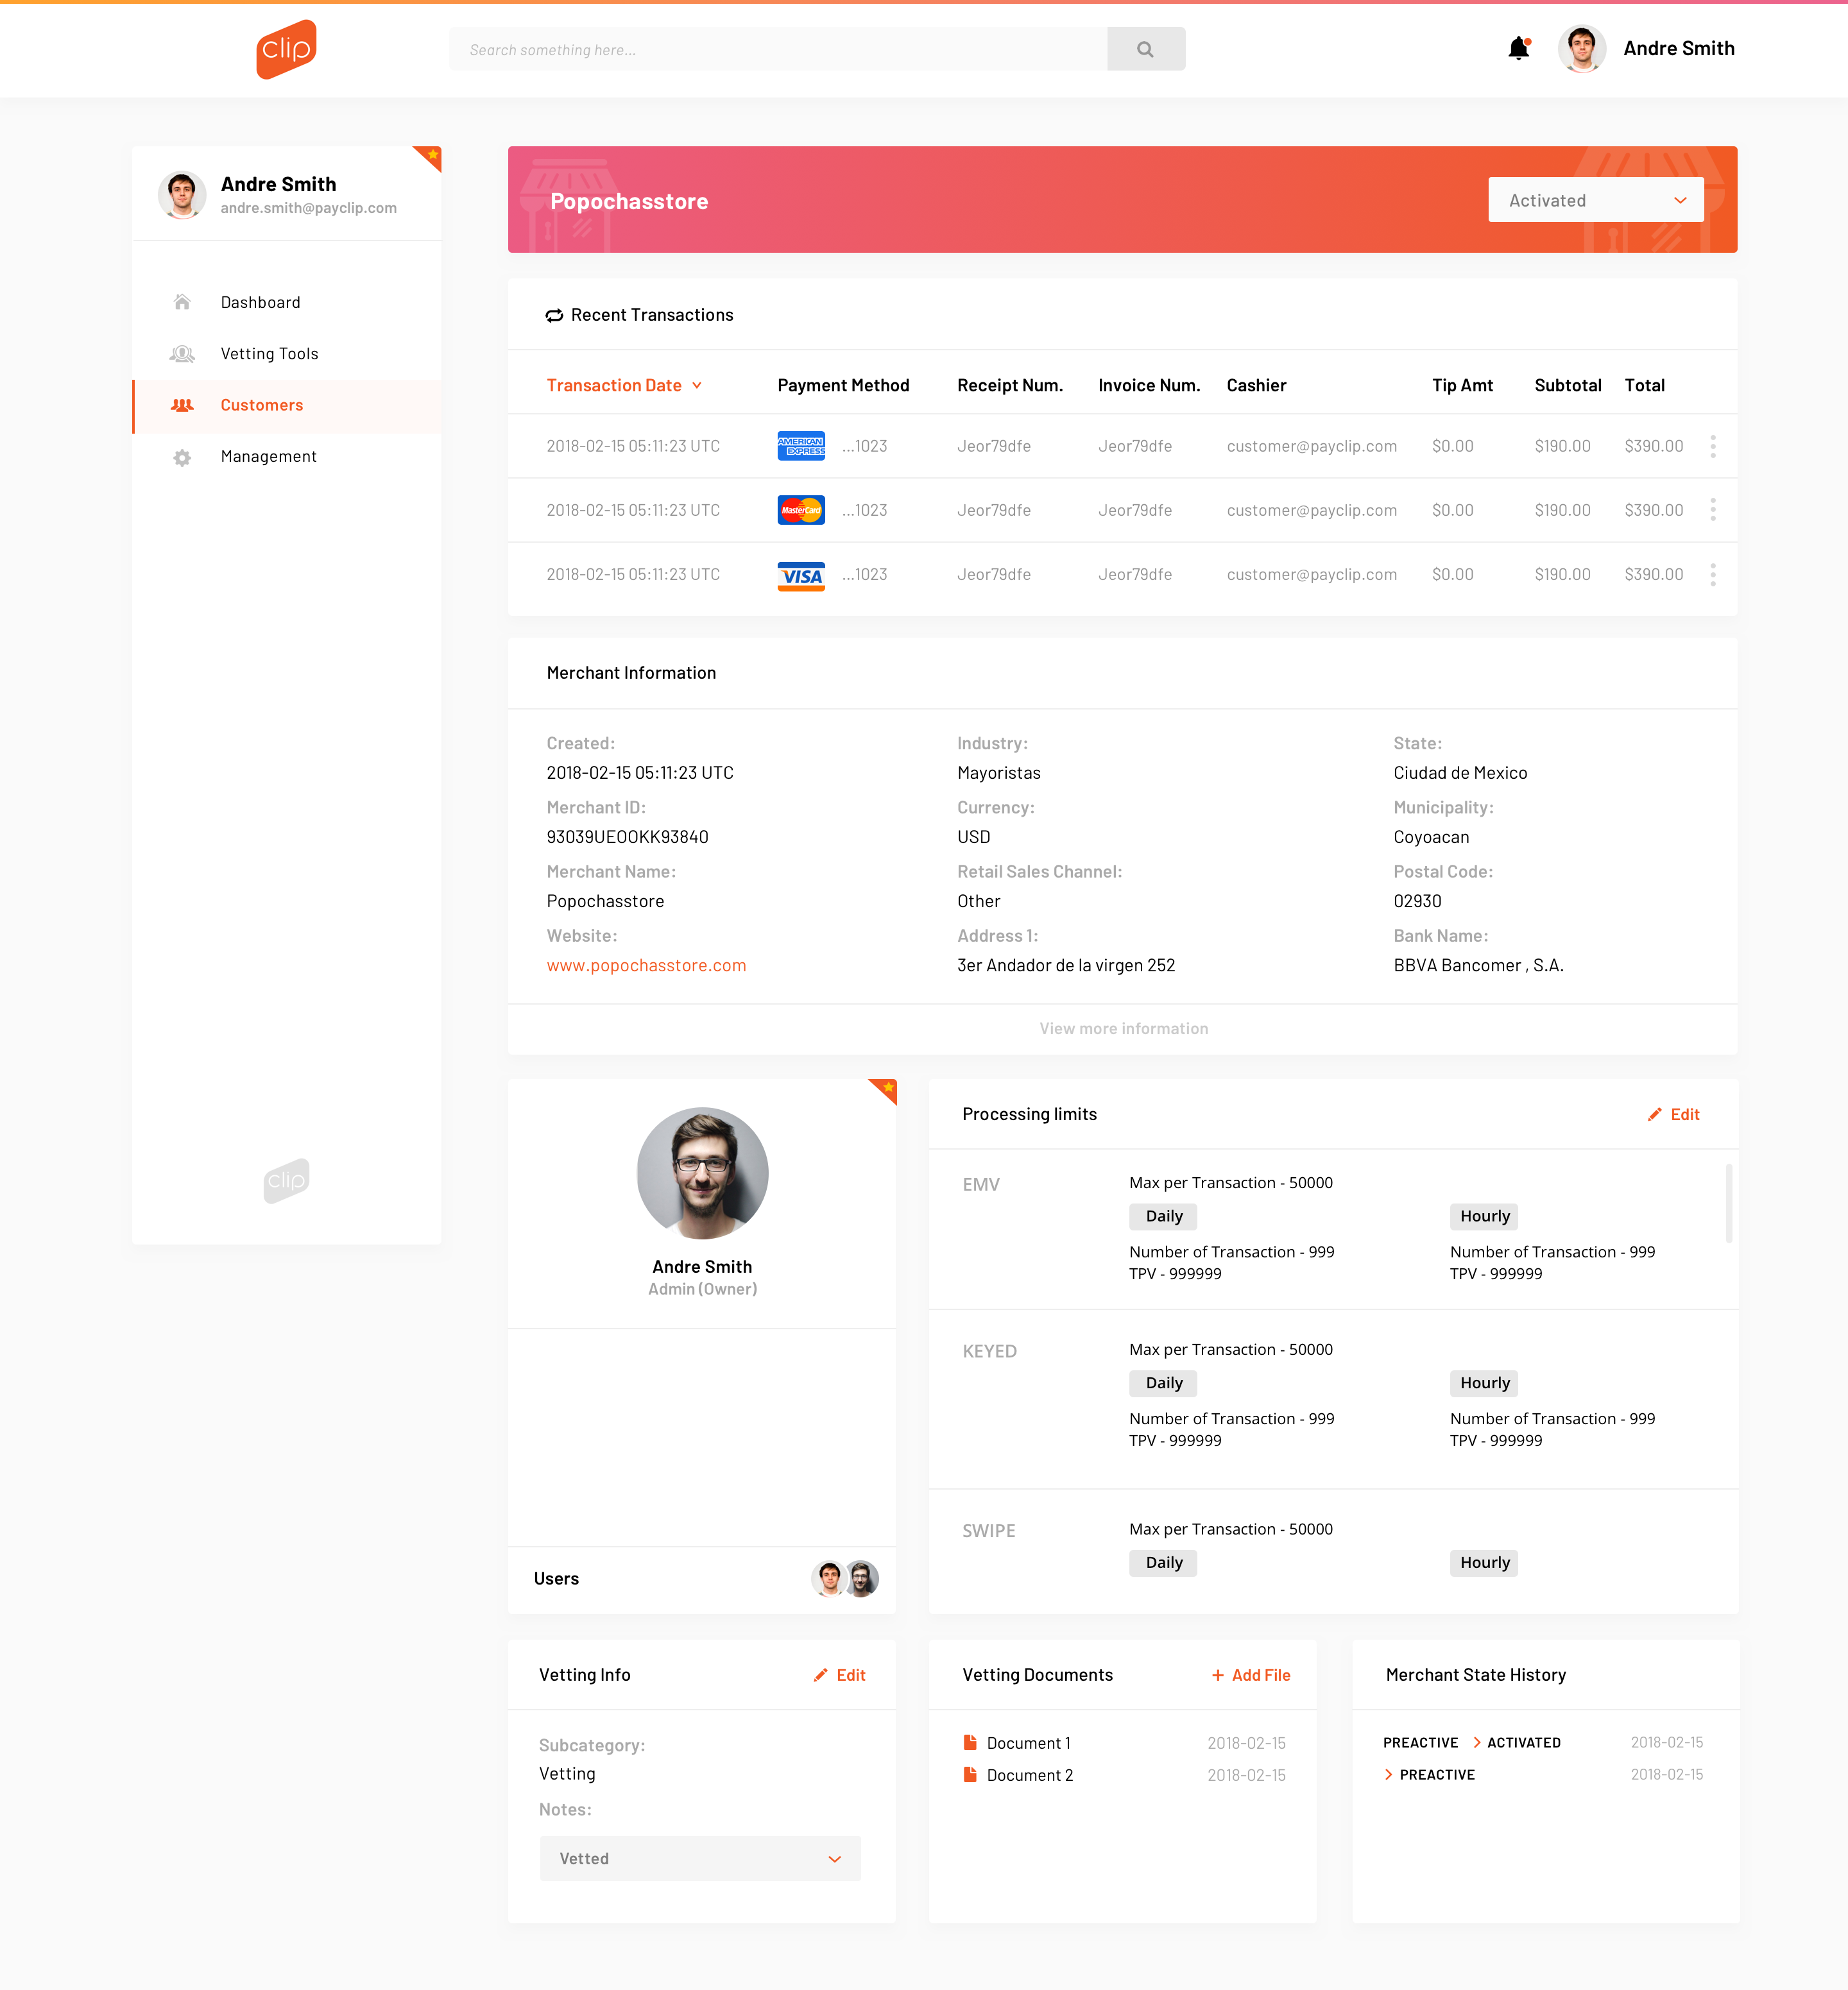 clip
Search something here...
Andre Smith
Andre Smith
andre.smith@payclip.com
Dashboard
Vetting Tools
Customers
Management
clip
Popochasstore
Activated
Recent Transactions
Transaction Date Payment Method Receipt Num. Invoice Num. Cashier Tip Amt Subtotal Total
2018-02-15 05:11:23 UTC AMERICAN EXPRESS ...1023 Jeor79dfe Jeor79dfe customer@payclip.com $0.00 $190.00 $390.00
2018-02-15 05:11:23 UTC MasterCard ...1023 Jeor79dfe Jeor79dfe customer@payclip.com $0.00 $190.00 $390.00
2018-02-15 05:11:23 UTC VISA ...1023 Jeor79dfe Jeor79dfe customer@payclip.com $0.00 $190.00 $390.00
Merchant Information
Created: Industry: State:
2018-02-15 05:11:23 UTC Mayoristas Ciudad de Mexico
Merchant ID: Currency: Municipality:
93039UEOOKK93840 USD Coyoacan
Merchant Name: Retail Sales Channel: Postal Code:
Popochasstore Other 02930
Website: Address 1: Bank Name:
www.popochasstore.com 3er Andador de la virgen 252 BBVA Bancomer , S.A.
View more information
Andre Smith
Admin (Owner)
Users
Processing limits Edit
EMV Max per Transaction - 50000
Daily Hourly
Number of Transaction - 999 Number of Transaction - 999
TPV - 999999 TPV - 999999
KEYED Max per Transaction - 50000
Daily Hourly
Number of Transaction - 999 Number of Transaction - 999
TPV - 999999 TPV - 999999
SWIPE Max per Transaction - 50000
Daily Hourly
Vetting Info Edit
Subcategory:
Vetting
Notes:
Vetted
Vetting Documents + Add File
Document 1 2018-02-15
Document 2 2018-02-15
Merchant State History
PREACTIVE > ACTIVATED 2018-02-15
> PREACTIVE 2018-02-15